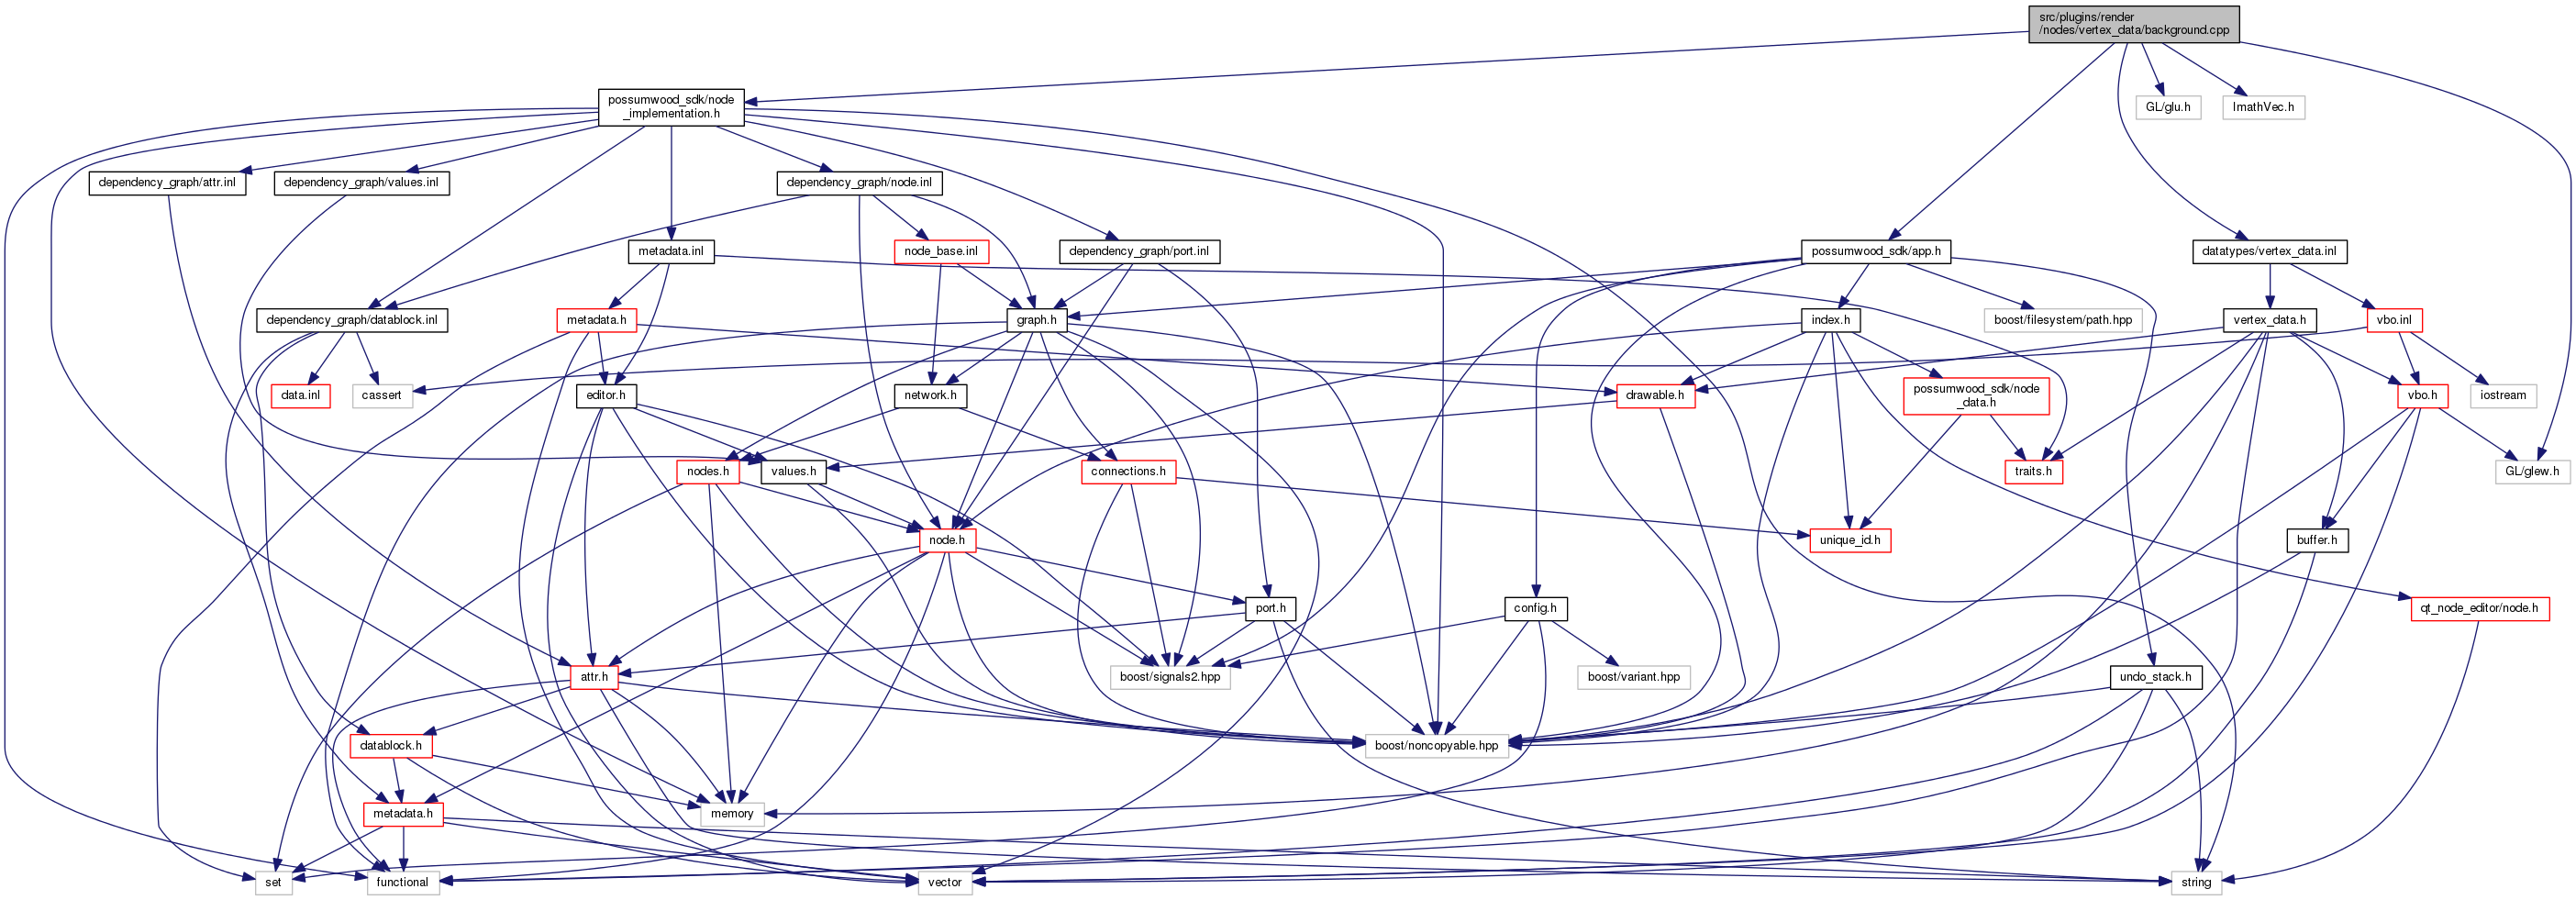 src/plugins/render
/nodes/vertex_data/background.cpp
possumwood_sdk/node
_implementation.h
GL/glu.h
ImathVec.h
dependency_graph/attr.inl
dependency_graph/values.inl
dependency_graph/node.inl
metadata.inl
node_base.inl
dependency_graph/port.inl
possumwood_sdk/app.h
datatypes/vertex_data.inl
dependency_graph/datablock.inl
metadata.h
graph.h
index.h
boost/filesystem/path.hpp
vertex_data.h
vbo.inl
data.inl
cassert
editor.h
network.h
drawable.h
possumwood_sdk/node
_data.h
vbo.h
iostream
nodes.h
values.h
connections.h
traits.h
GL/glew.h
node.h
unique_id.h
buffer.h
port.h
config.h
qt_node_editor/node.h
attr.h
boost/signals2.hpp
boost/variant.hpp
undo_stack.h
datablock.h
boost/noncopyable.hpp
metadata.h
memory
set
functional
vector
string